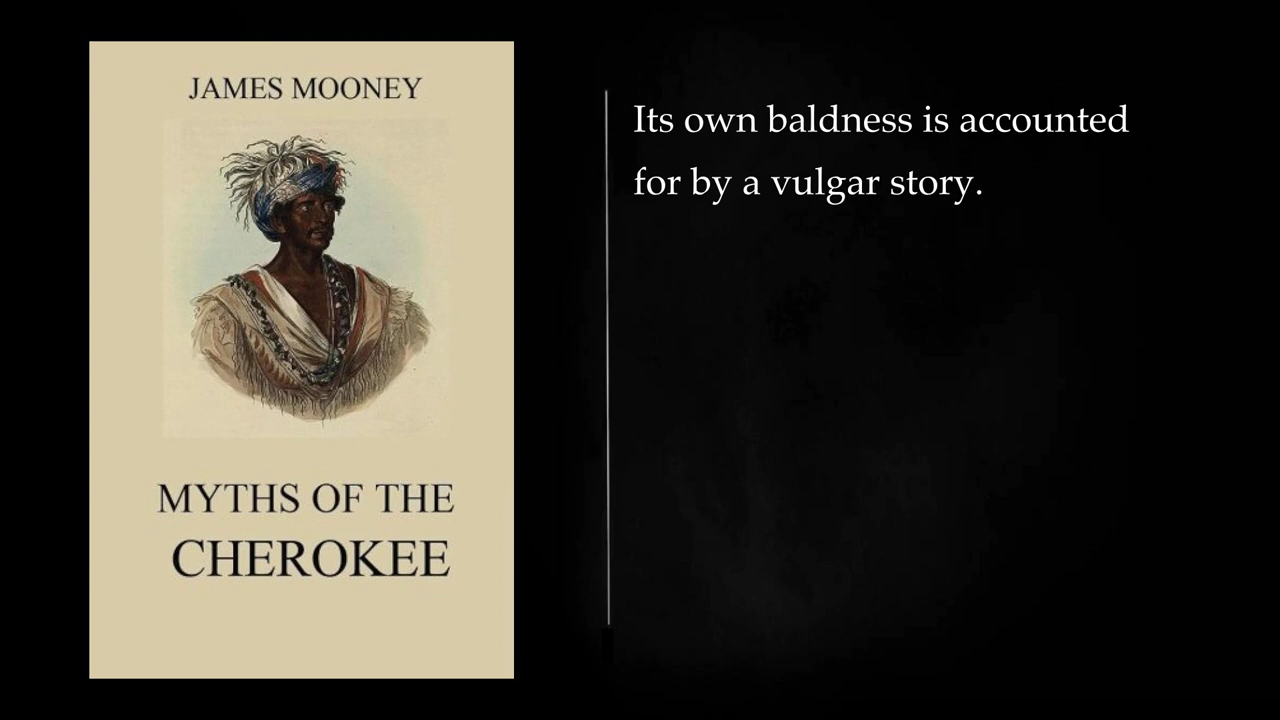 JAMES MOONEY
MYTHS OF THE
CHEROKEE
Its own baldness is accounted
for by a vulgar story.